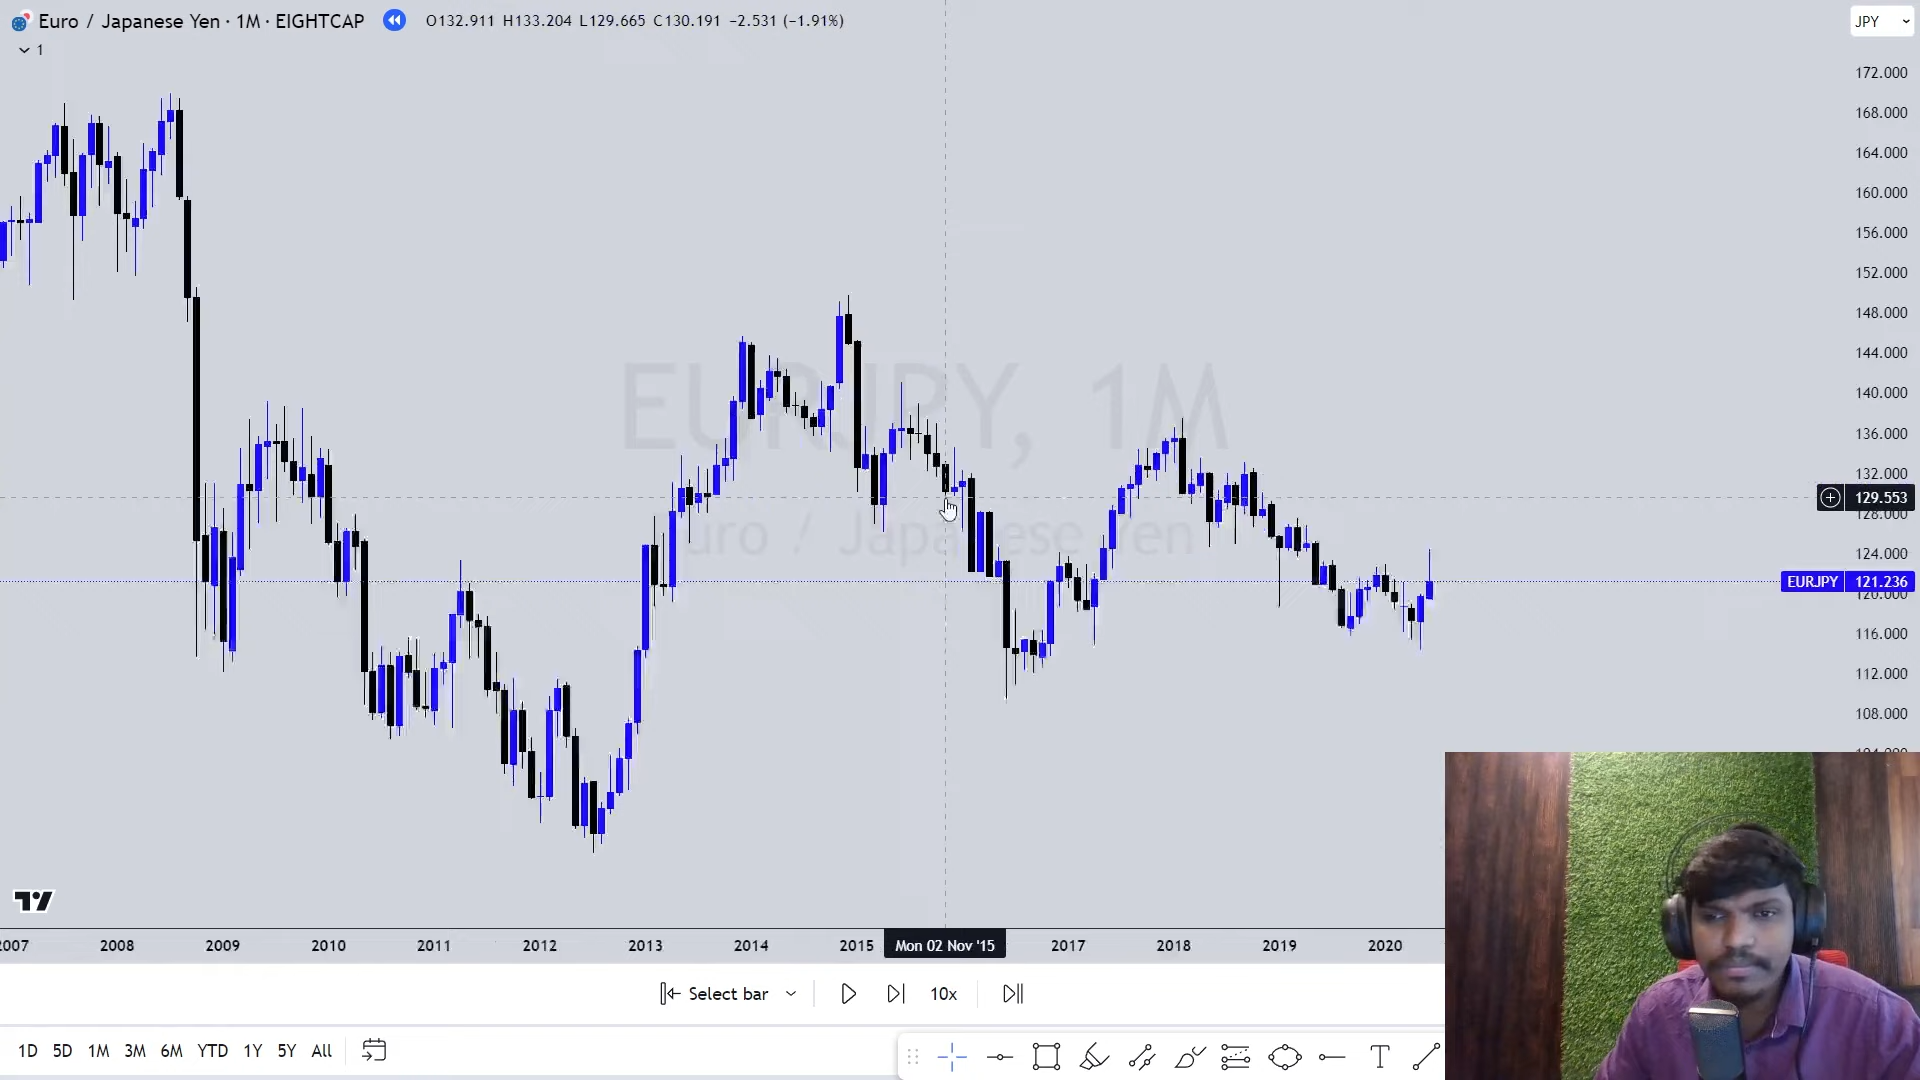 Euro / Japanese Yen · 1M · EIGHTCAP O132.911 H133.204 L129.665 C130.191 −2.531 (−1.91%)
JPY
1
172.000
168.000
164.000
160.000
156.000
152.000
148.000
144.000
140.000
136.000
132.000
129.553
128.000
124.000
EURJPY 121.236
120.000
116.000
112.000
108.000
EURJPY, 1M
Euro / Japanese Yen
2007 2008 2009 2010 2011 2012 2013 2014 2015 Mon 02 Nov '15 2017 2018 2019 2020
Select bar 10x
1D 5D 1M 3M 6M YTD 1Y 5Y All